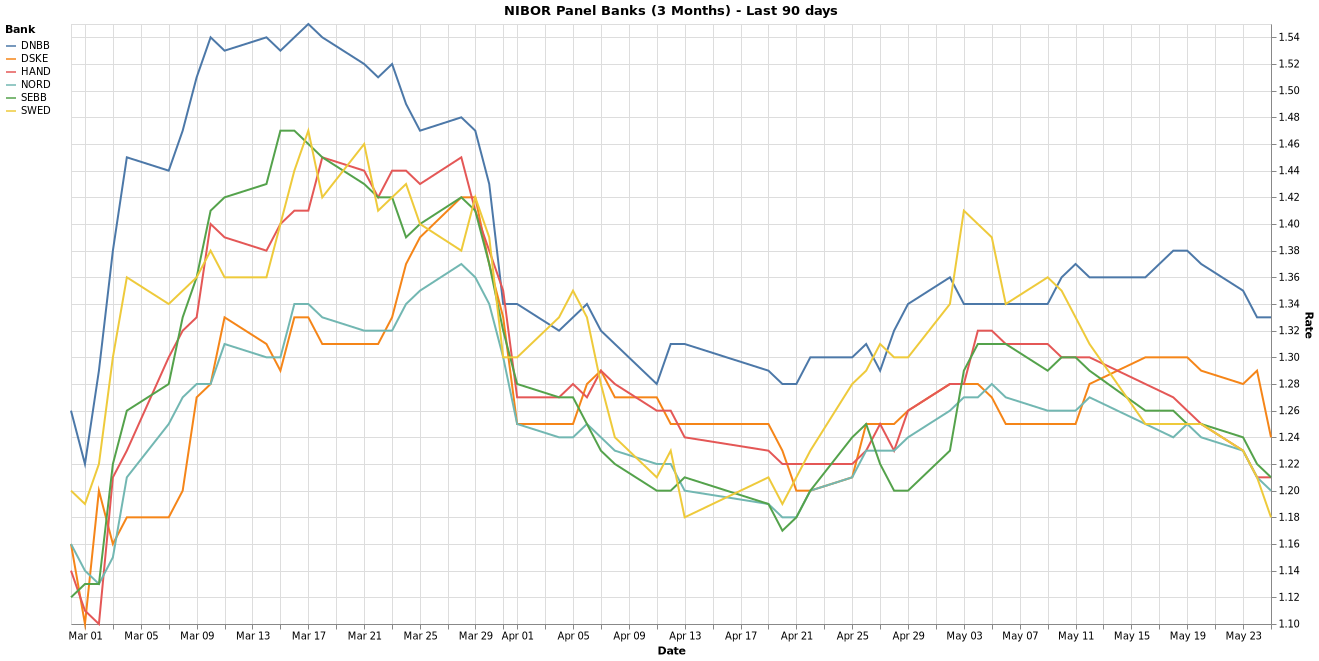 NIBOR Panel Banks (3 Months) - Last 90 days
Bank
DNBB
DSKE
HAND
NORD
SEBB
SWED
1.54
1.52
1.50
1.48
1.46
1.44
1.42
1.40
1.38
1.36
1.34
1.32
1.30
1.28
1.26
1.24
1.22
1.20
1.18
1.16
1.14
1.12
1.10
Rate
Mar 01 Mar 05 Mar 09 Mar 13 Mar 17 Mar 21 Mar 25 Mar 29 Apr 01 Apr 05 Apr 09 Apr 13 Apr 17 Apr 21 Apr 25 Apr 29 May 03 May 07 May 11 May 15 May 19 May 23
Date